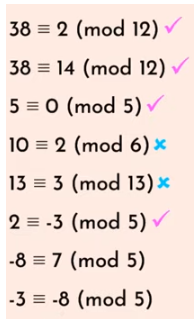 38 ≡ 2 (mod 12) ✓
38 ≡ 14 (mod 12) ✓
5 ≡ 0 (mod 5) ✓
10 ≡ 2 (mod 6) ×
13 ≡ 3 (mod 13) ×
2 ≡ -3 (mod 5) ✓
-8 ≡ 7 (mod 5)
-3 ≡ -8 (mod 5)